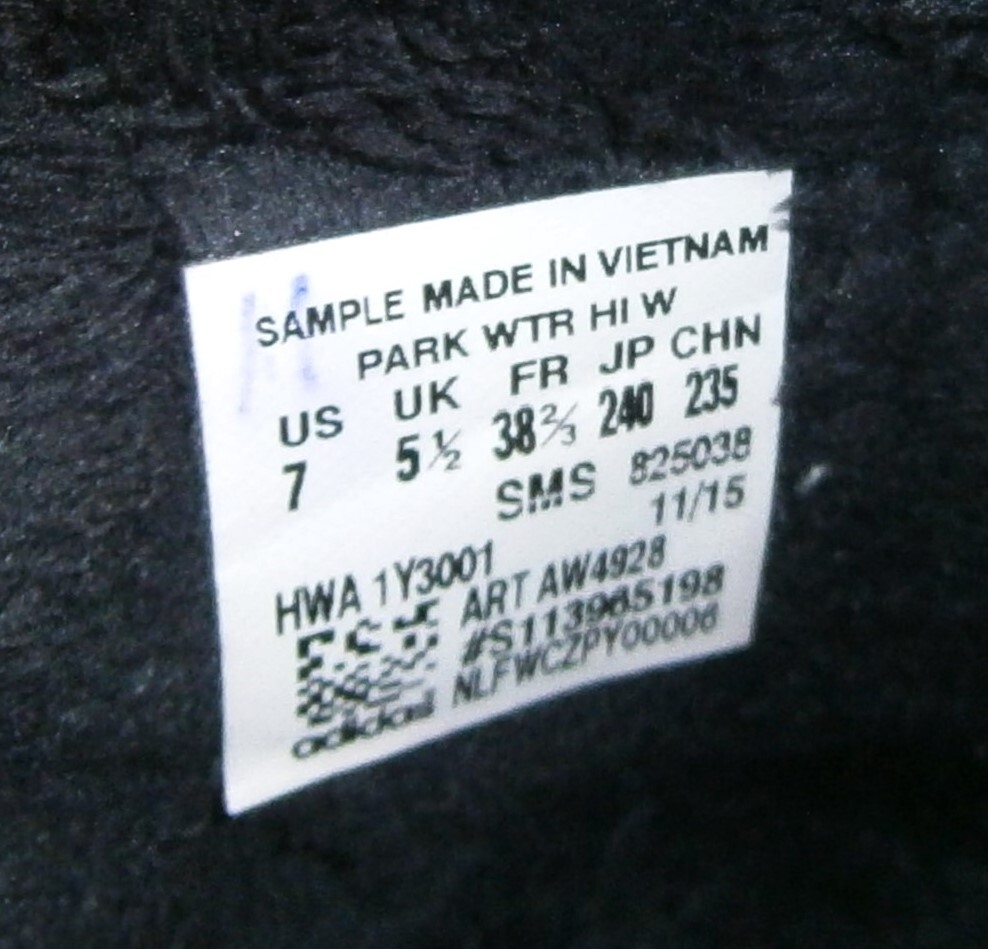 SAMPLE MADE IN VIETNAM
PARK WTR HI W
US UK FR JP CHN
7 5½ 38⅔ 240 235
SMS 825038
11/15
HWA 1Y3001
ART AW4928
#S113965198
NLFWCZPY00006
adidas